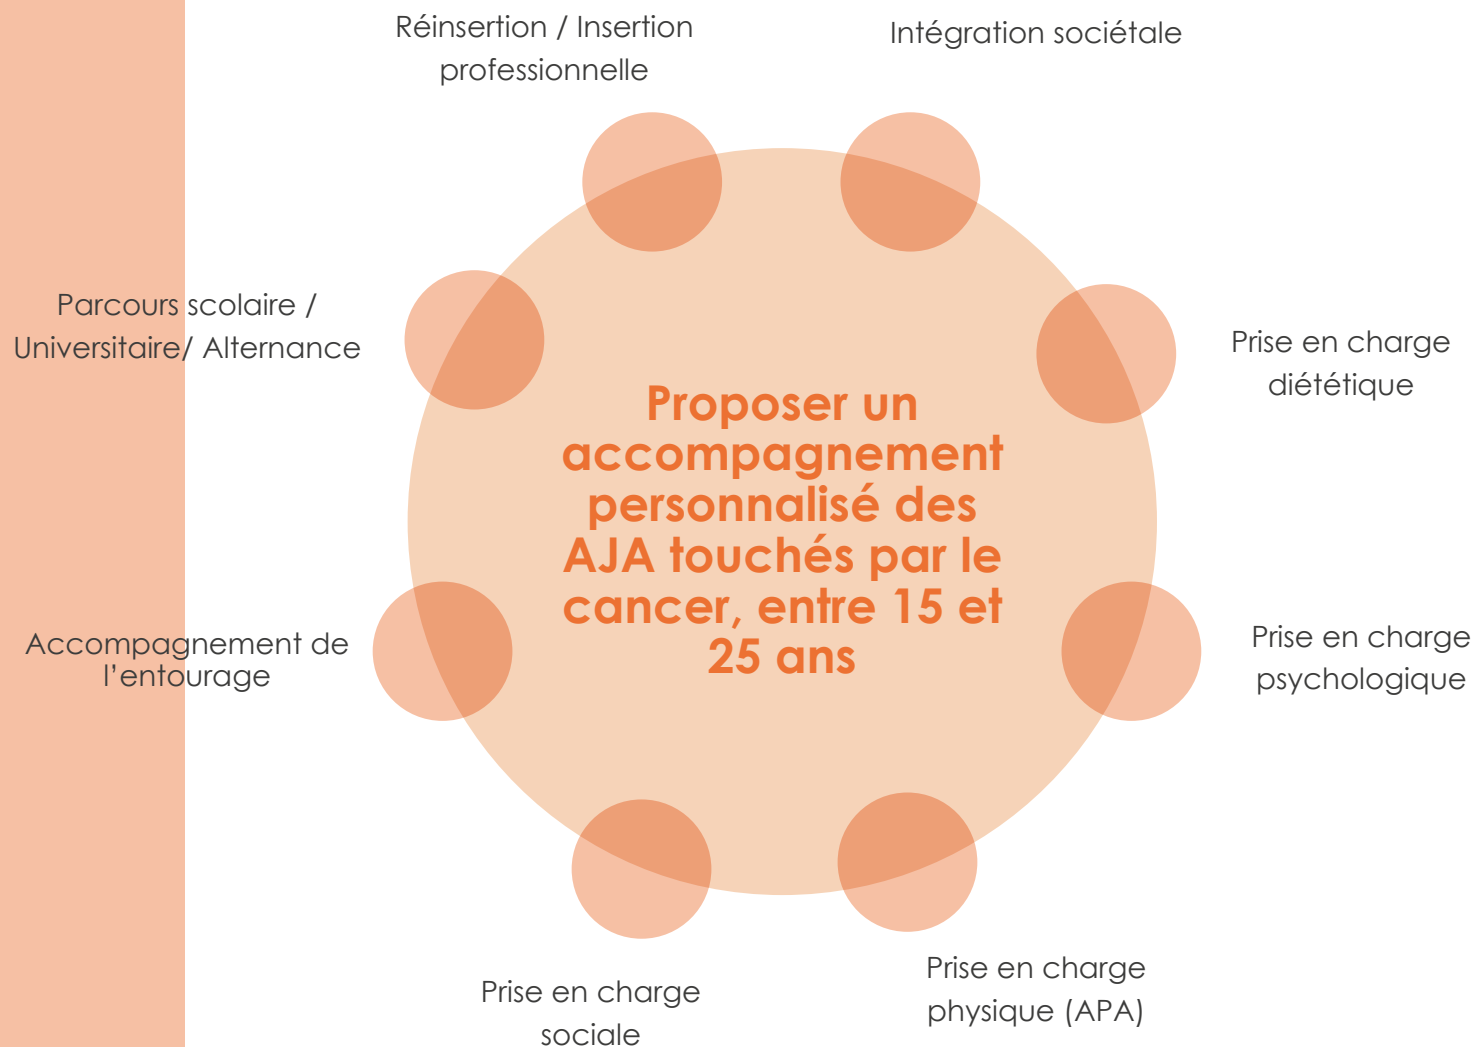 Réinsertion / Insertion
professionnelle
Intégration sociétale
Parcours scolaire /
Universitaire/ Alternance
Prise en charge
diététique
Proposer un
accompagnement
personnalisé des
AJA touchés par le
cancer, entre 15 et
25 ans
Accompagnement de
l’entourage
Prise en charge
psychologique
Prise en charge
sociale
Prise en charge
physique (APA)